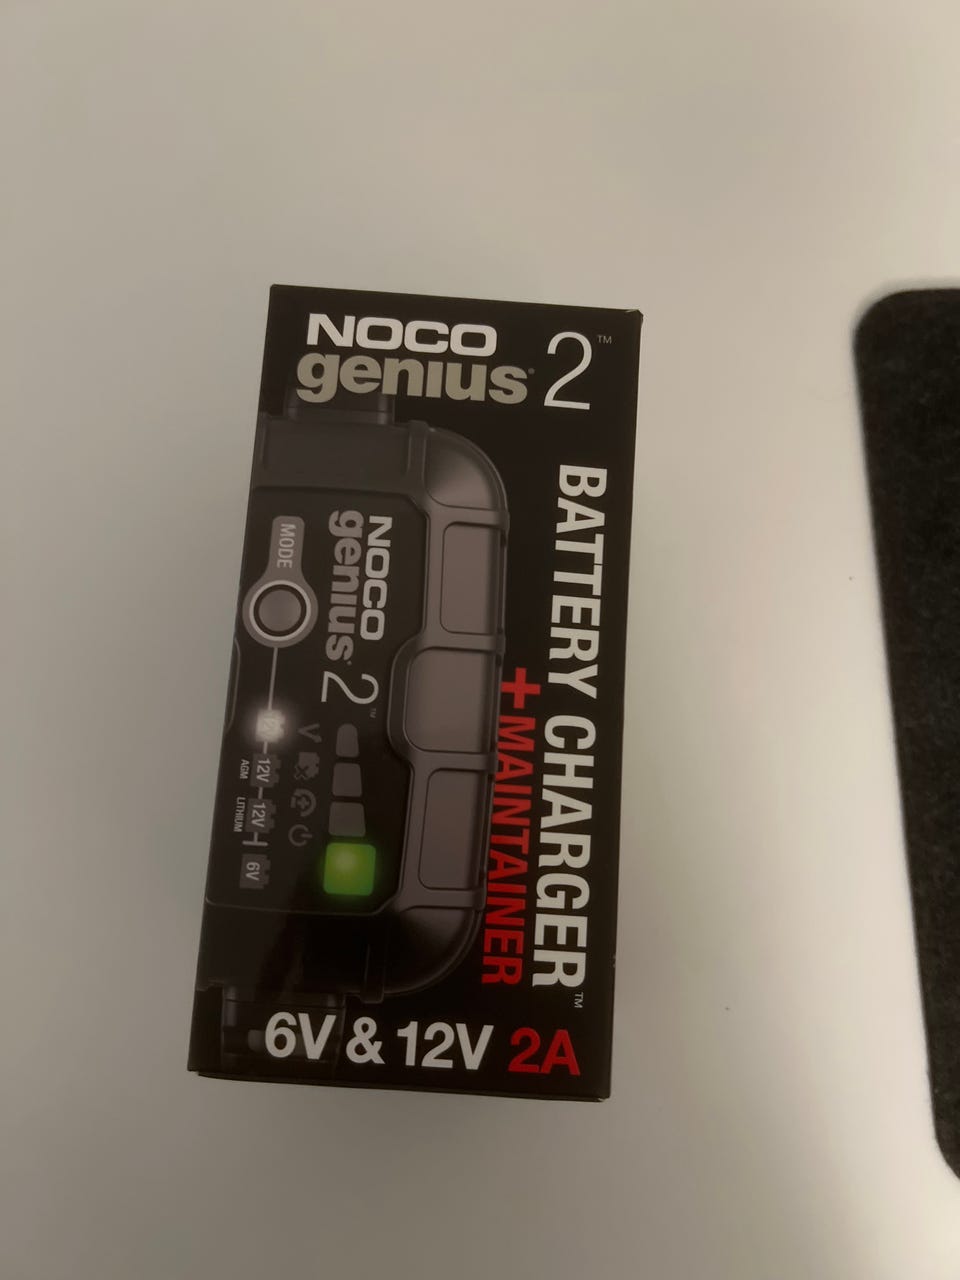 NOCO
genius® 2™
BATTERY CHARGER™
+MAINTAINER
MODE
NOCO
genius® 2™
12V
12V
AGM
12V
LITHIUM
6V
6V & 12V 2A